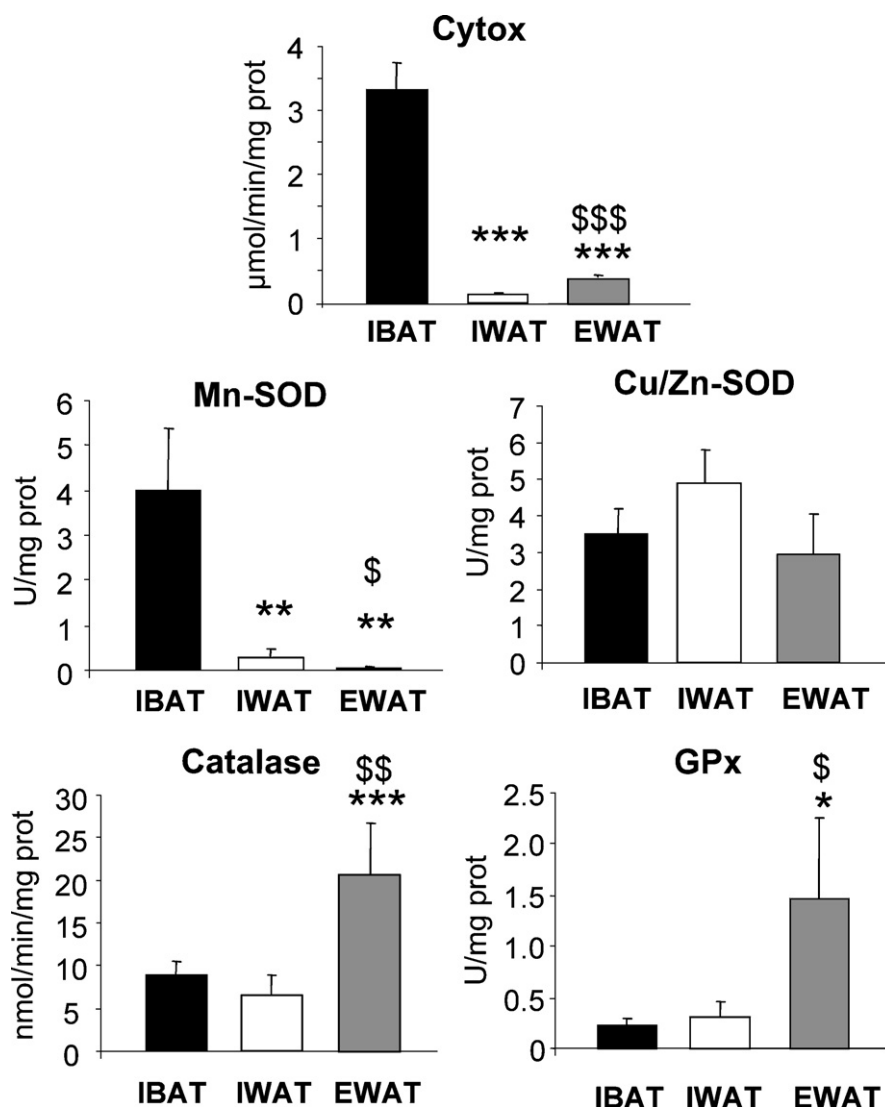 Cytox
4
3
2
1
0
µmol/min/mg prot
***
$$$
***
IBAT IWAT EWAT
Mn-SOD
6
5
4
3
2
1
0
U/mg prot
**
$
**
IBAT IWAT EWAT
Cu/Zn-SOD
7
6
5
4
3
2
1
0
U/mg prot
IBAT IWAT EWAT
Catalase
30
25
20
15
10
5
0
nmol/min/mg prot
$$
***
IBAT IWAT EWAT
GPx
2.5
2.0
1.5
1.0
0.5
0
U/mg prot
$
*
IBAT IWAT EWAT